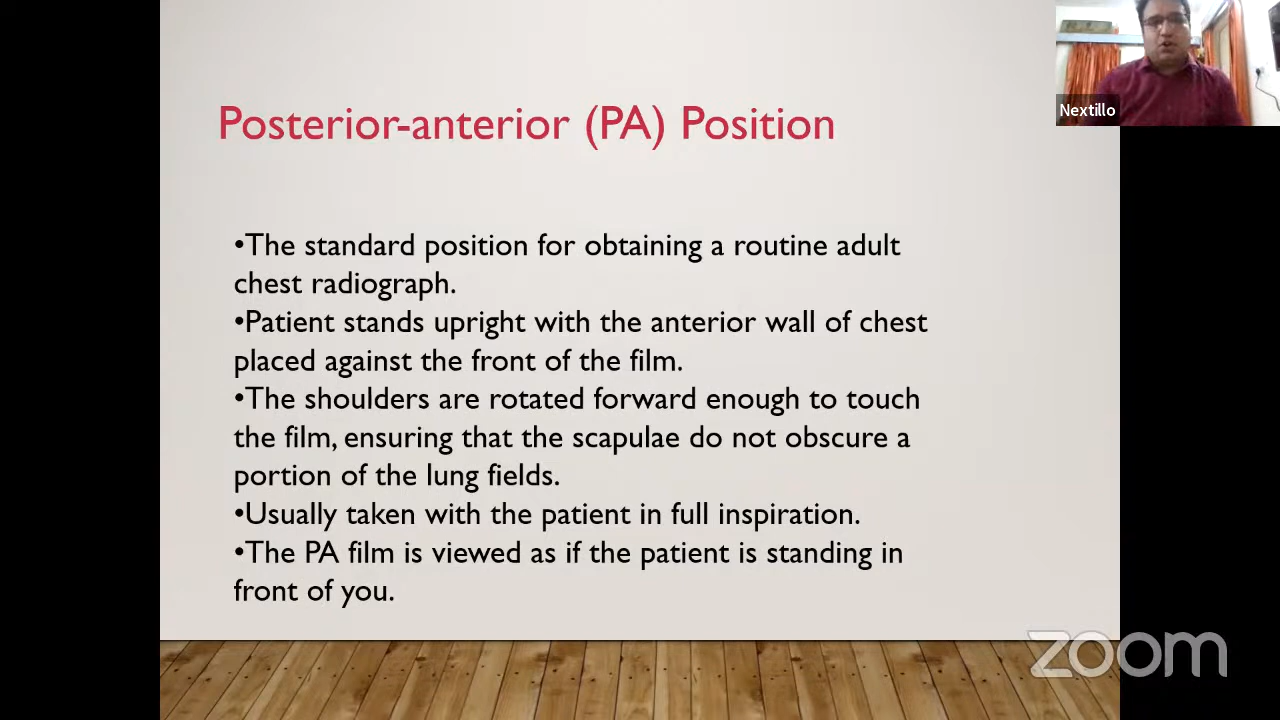 Posterior-anterior (PA) Position
Nextillo
•The standard position for obtaining a routine adult
chest radiograph.
•Patient stands upright with the anterior wall of chest
placed against the front of the film.
•The shoulders are rotated forward enough to touch
the film, ensuring that the scapulae do not obscure a
portion of the lung fields.
•Usually taken with the patient in full inspiration.
•The PA film is viewed as if the patient is standing in
front of you.
zoom